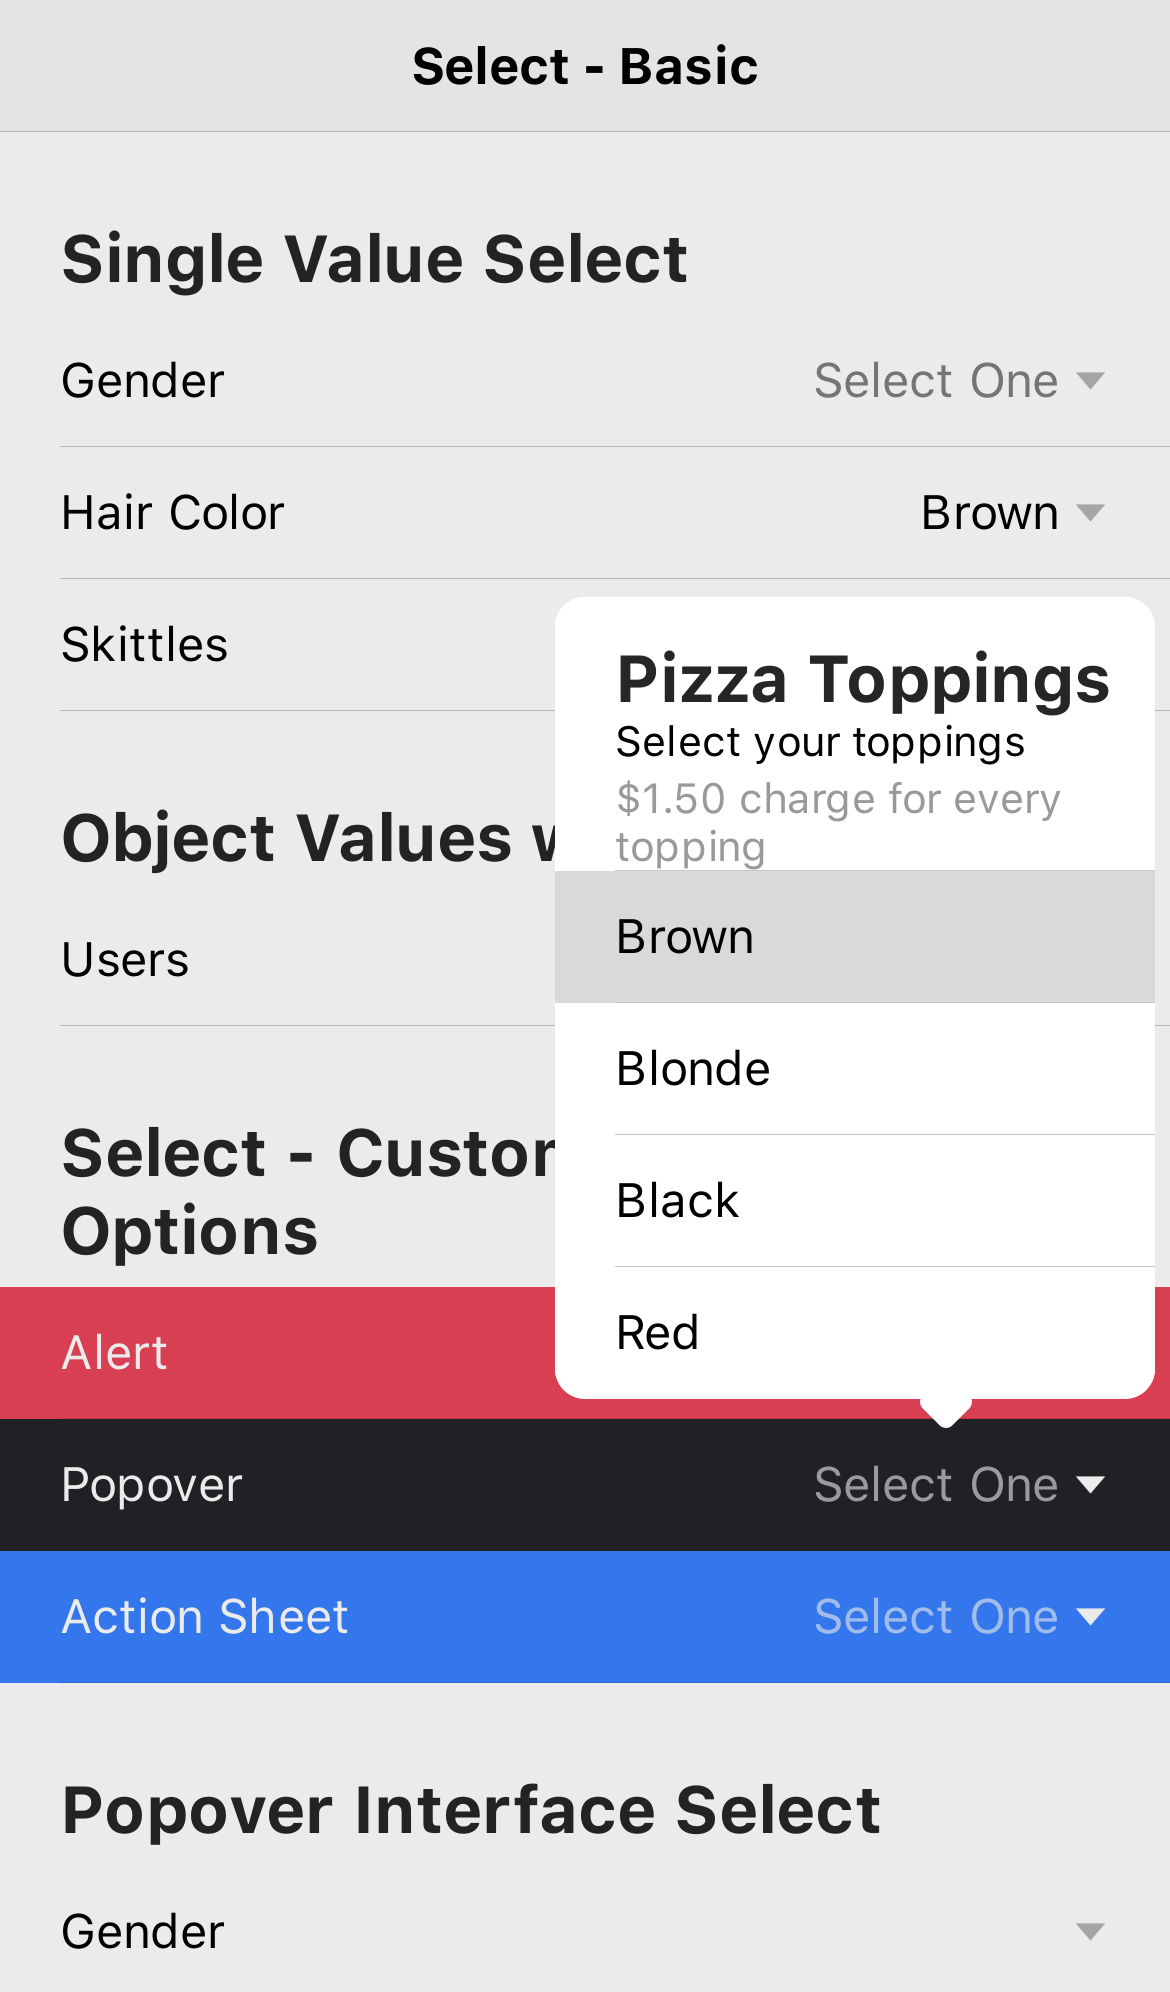 Select - Basic
Single Value Select
Gender Select One
Hair Color Brown
Skittles
Object Values
Users
Select -
Options
Alert
Pizza Toppings
Select your toppings
$1.50 charge for every
topping
Brown
Blonde
Black
Red
Popover Select One
Action Sheet Select One
Popover Interface Select
Gender